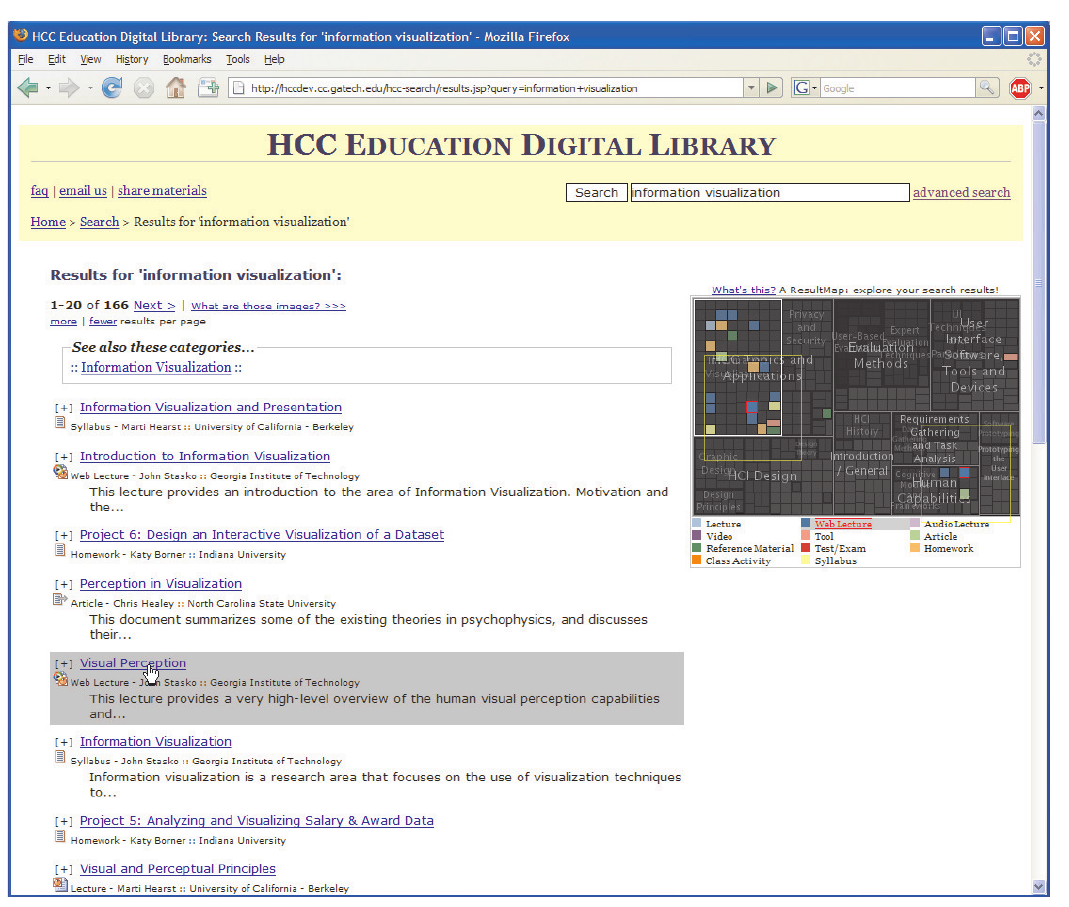 HCC Education Digital Library: Search Results for 'information visualization' - Mozilla Firefox
File Edit View History Bookmarks Tools Help
http://hccdev.cc.gatech.edu/hcc-search/results.jsp?query=information+visualization
G Google
ABP
HCC EDUCATION DIGITAL LIBRARY
faq | email us | share materials
Search information visualization advanced search
Home > Search > Results for 'information visualization'
Results for 'information visualization':
1-20 of 166 Next > | What are those images? >>>
more | fewer results per page
See also these categories...
:: Information Visualization ::
[+] Information Visualization and Presentation
Syllabus - Marti Hearst :: University of California - Berkeley
[+] Introduction to Information Visualization
Web Lecture - John Stasko :: Georgia Institute of Technology
This lecture provides an introduction to the area of Information Visualization. Motivation and
the...
[+] Project 6: Design an Interactive Visualization of a Dataset
Homework - Katy Borner :: Indiana University
[+] Perception in Visualization
Article - Chris Healey :: North Carolina State University
This document summarizes some of the existing theories in psychophysics, and discusses
their...
[+] Visual Perception
Web Lecture - John Stasko :: Georgia Institute of Technology
This lecture provides a very high-level overview of the human visual perception capabilities
and...
[+] Information Visualization
Syllabus - John Stasko :: Georgia Institute of Technology
Information visualization is a research area that focuses on the use of visualization techniques
to...
[+] Project 5: Analyzing and Visualizing Salary & Award Data
Homework - Katy Borner :: Indiana University
[+] Visual and Perceptual Principles
Lecture - Marti Hearst :: University of California - Berkeley
What's this? A ResultMap: explore your search results!
Privacy
and
Security
and
Applications
User-Based
Expert
Evaluation
Methods
UI
User
Interface
Software
Tools and
Devices
HCI
History
Introduction
/ General
Requirements
Gathering
and Task
Analysis
Graphic
Design
HCI Design
Design
Principles
Cognitive
Human
Capabilities
Prototyping
the
User
Interface
Lecture Web Lecture Audio Lecture
Video Tool Article
Reference Material Test/Exam Homework
Class Activity Syllabus